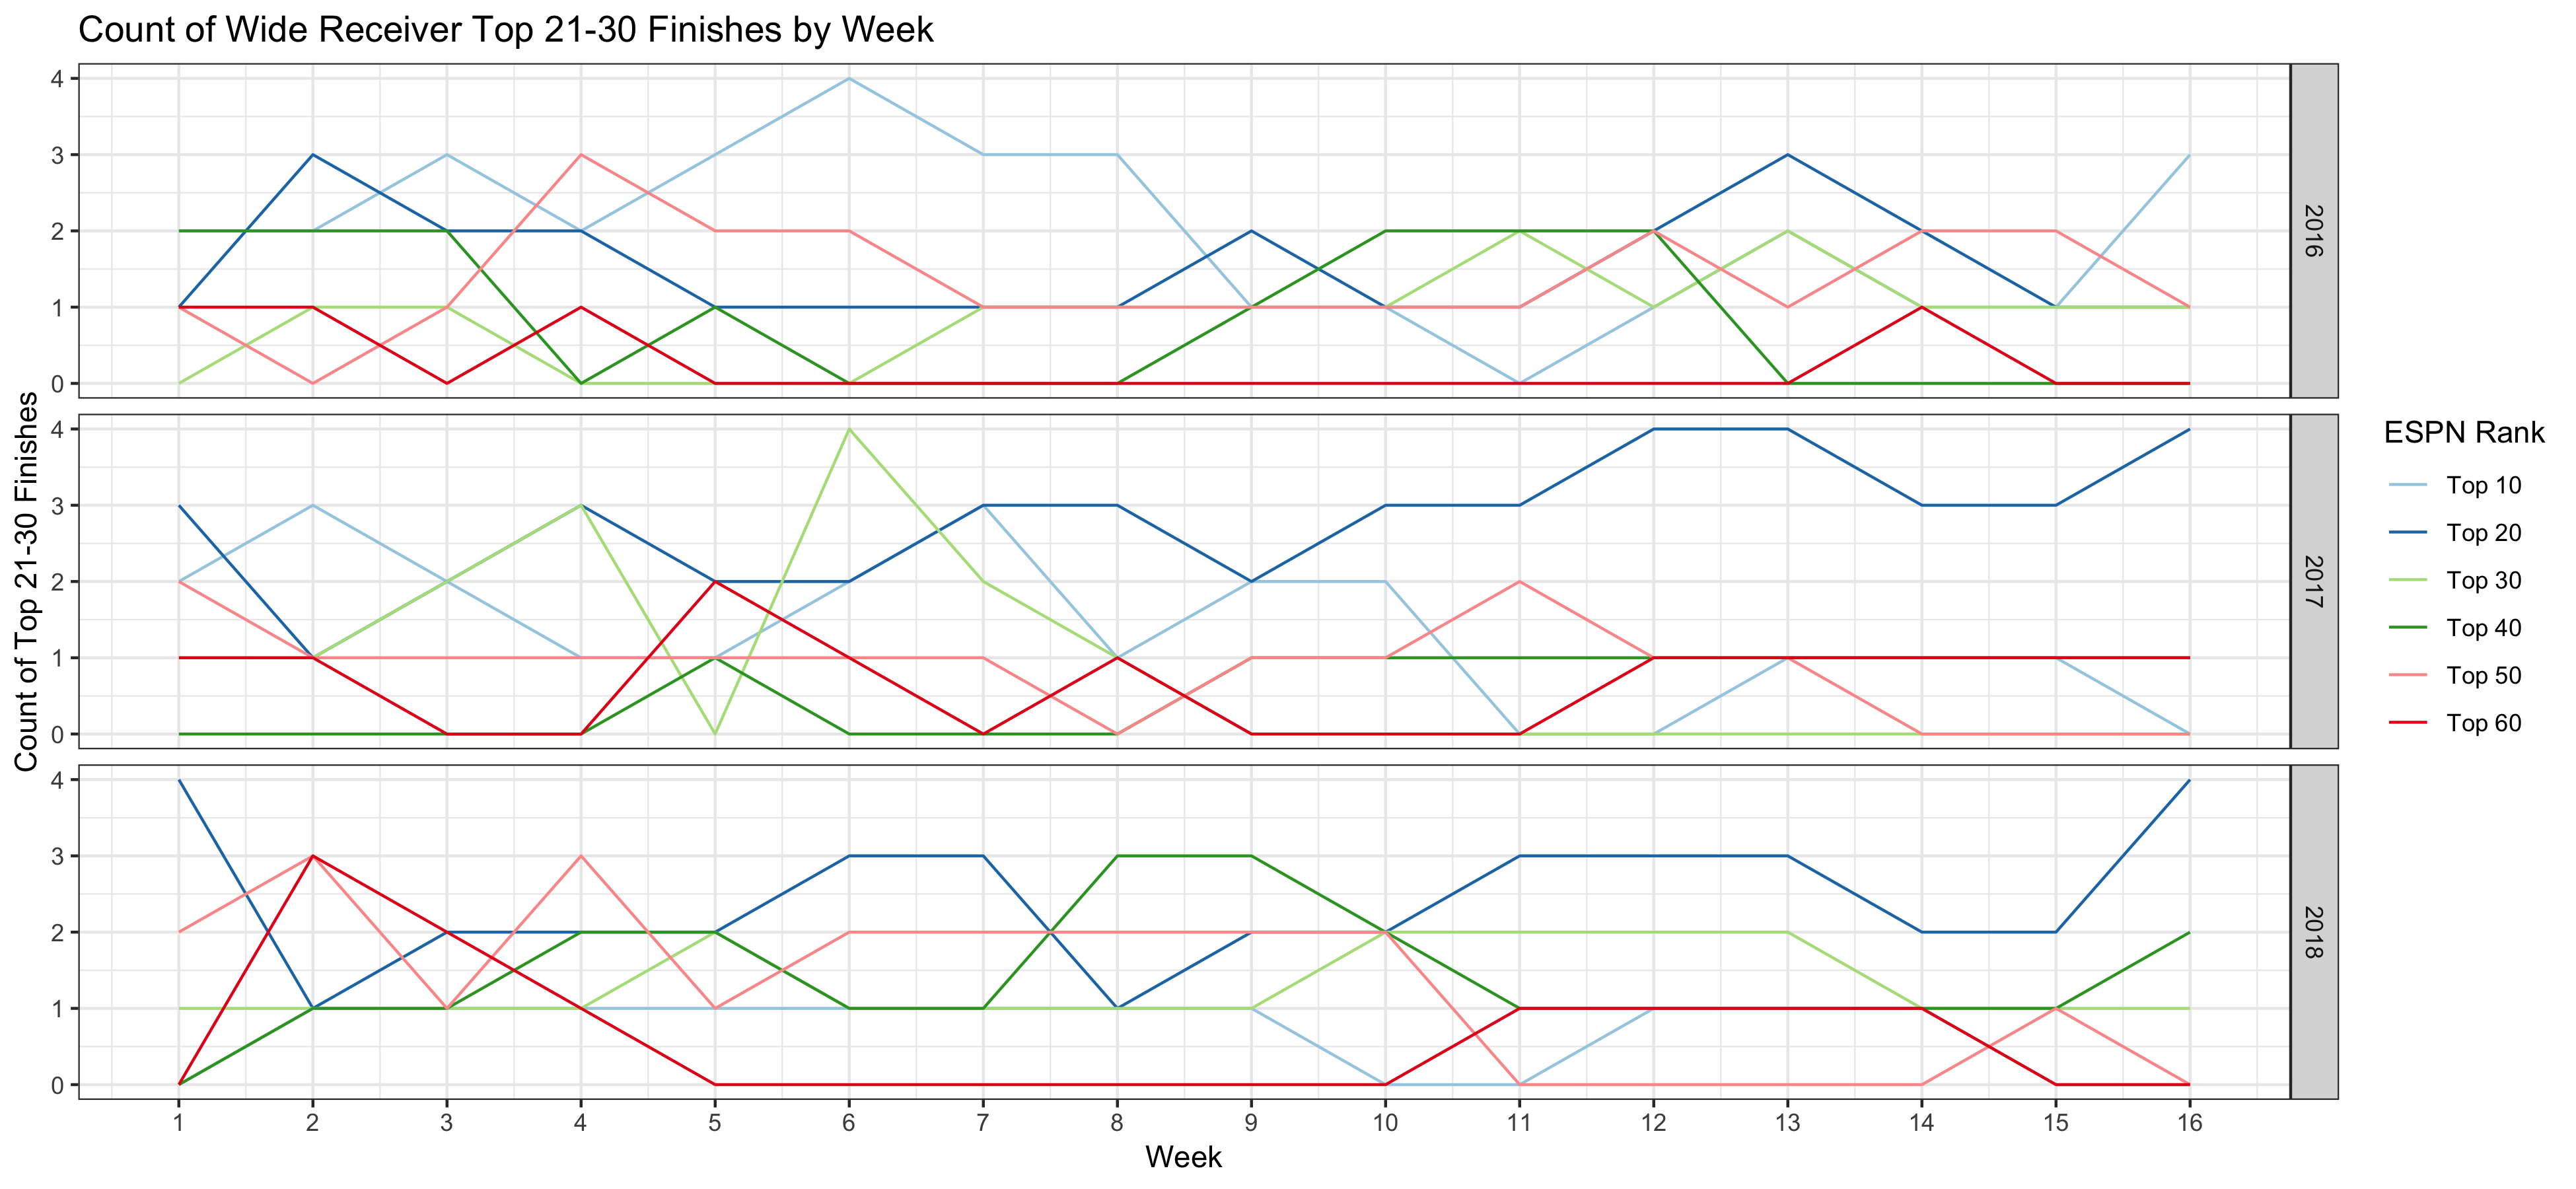 Count of Wide Receiver Top 21-30 Finishes by Week
Count of Top 21-30 Finishes
4
3
2
1
0
2016
4
3
2
1
0
2017
4
3
2
1
0
2018
1 2 3 4 5 6 7 8 9 10 11 12 13 14 15 16
Week
ESPN Rank
Top 10
Top 20
Top 30
Top 40
Top 50
Top 60